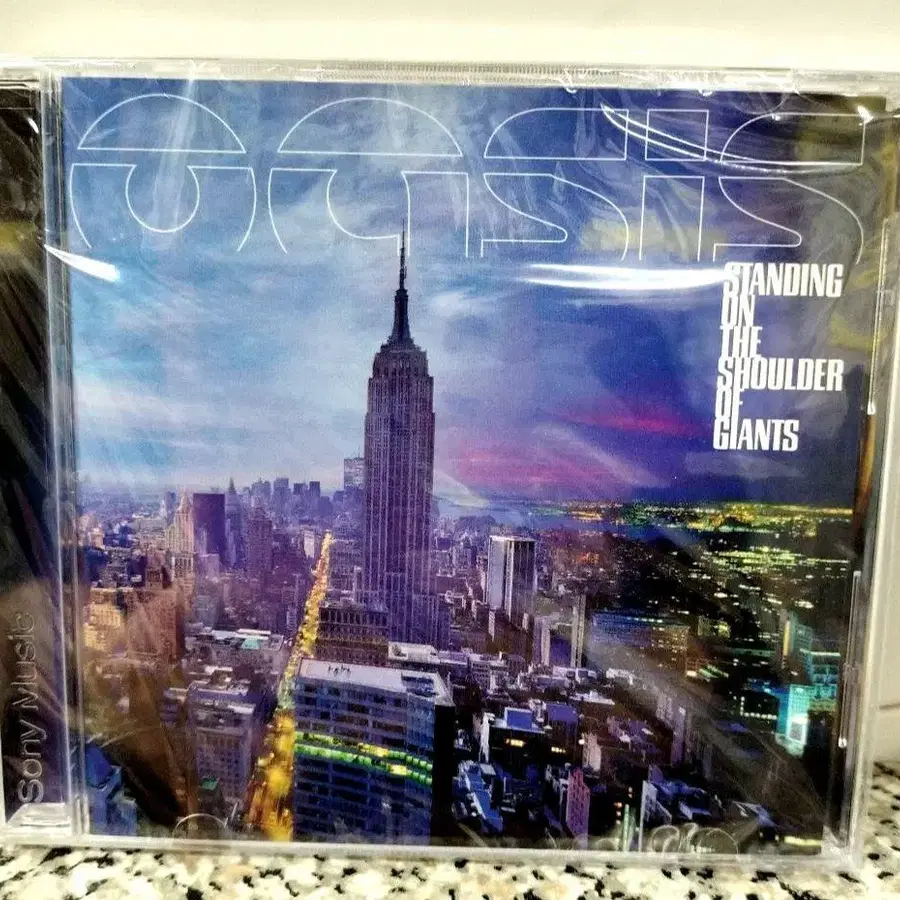 oasis
STANDING
ON
THE
SHOULDER
OF
GIANTS
Sony Music